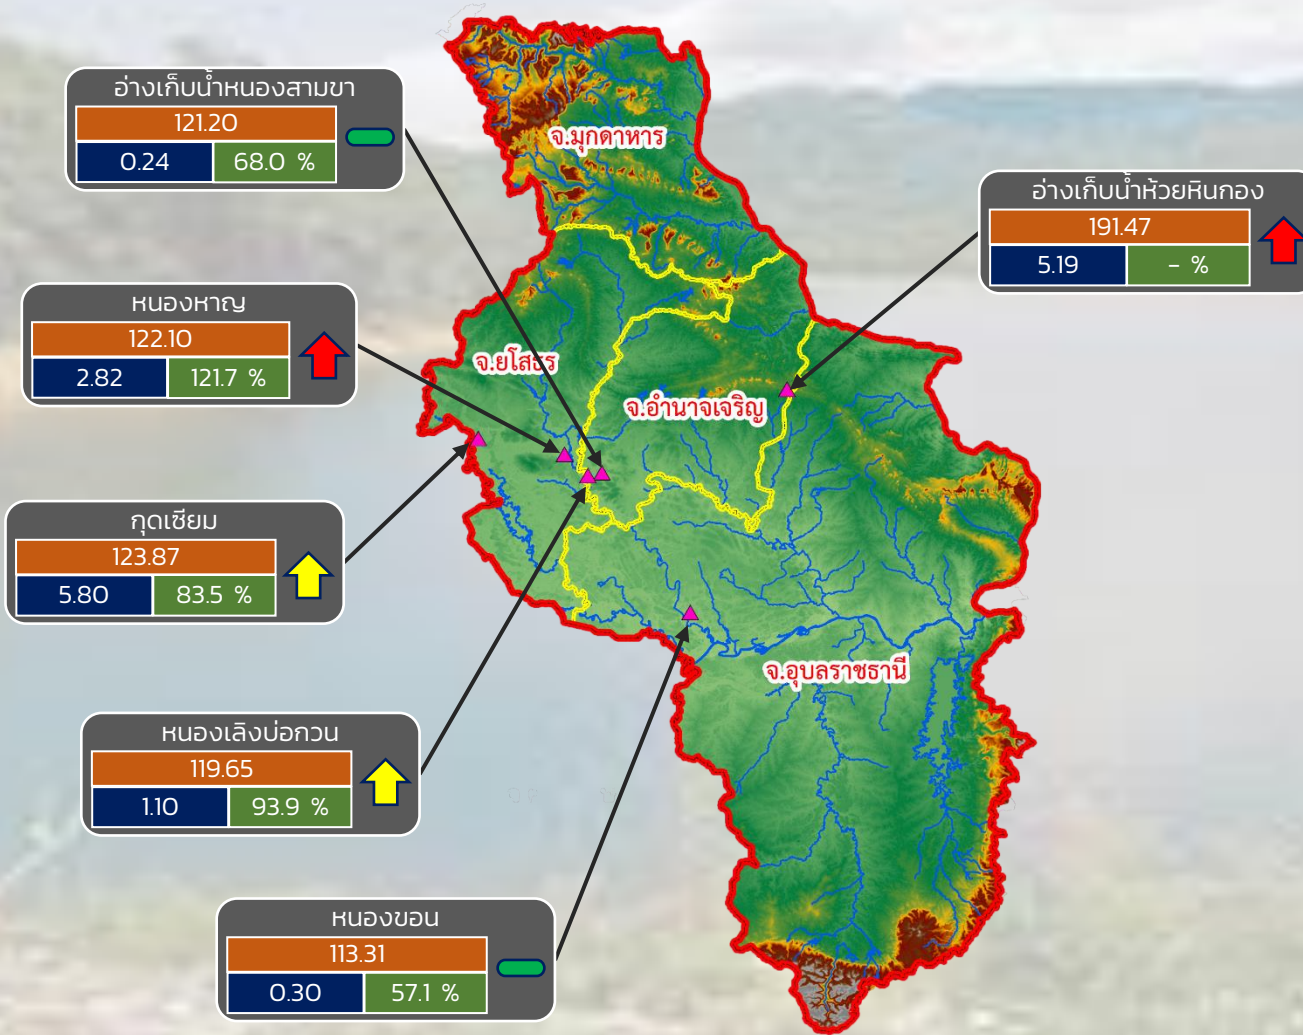 อ่างเก็บน้ำหนองสามขา
121.20
0.24 68.0 %
จ.มุกดาหาร
อ่างเก็บน้ำห้วยหินกอง
191.47
5.19 - %
หนองหาญ
122.10
2.82 121.7 %
จ.ยโสธร
จ.อำนาจเจริญ
กุดเซียม
123.87
5.80 83.5 %
จ.อุบลราชธานี
หนองเลิงบ่อกวน
119.65
1.10 93.9 %
หนองขอน
113.31
0.30 57.1 %